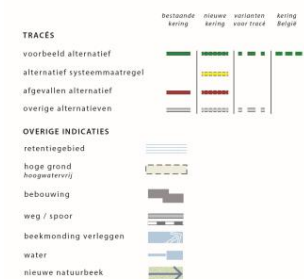 bestaande nieuwe varianten kering
kering kering voor tracé België
TRACÉS
voorbeeld alternatief
alternatief systeemmaatregel
afgevallen alternatief
overige alternatieven
OVERIGE INDICATIES
retentiegebied
hoge grond
hoogwatervrij
bebouwing
weg / spoor
beekmonding verleggen
water
nieuwe natuurbeek